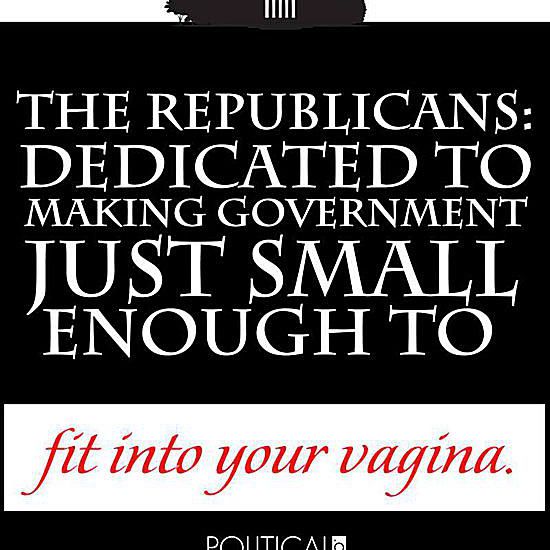 THE REPUBLICANS:
DEDICATED TO
MAKING GOVERNMENT
JUST SMALL
ENOUGH TO
fit into your vagina.
POLITICAL